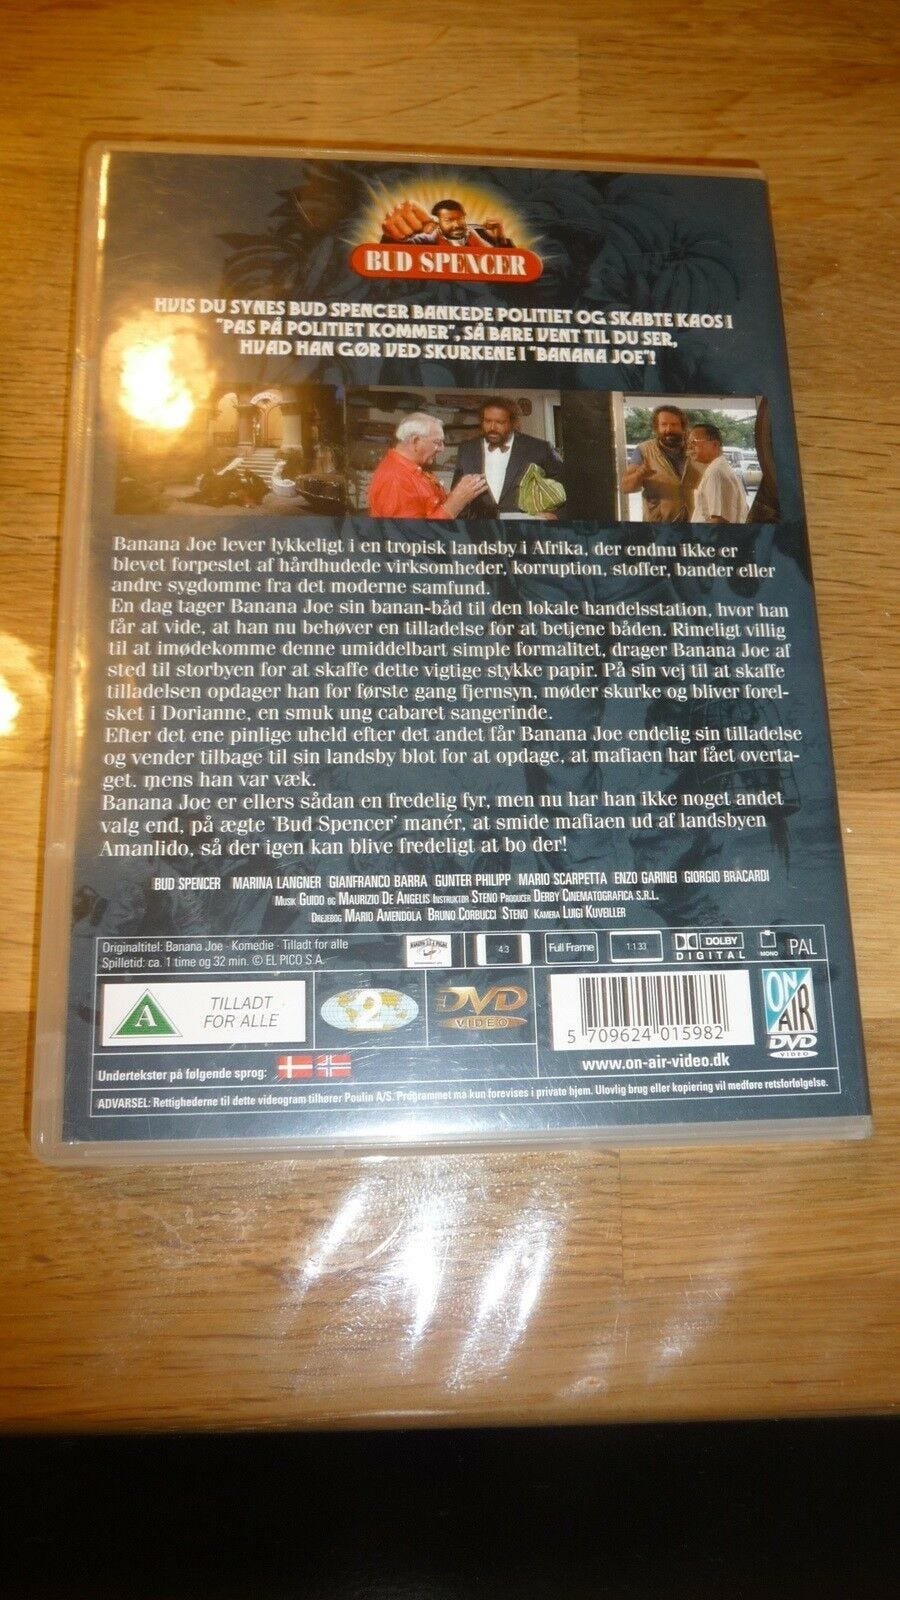 BUD SPENCER
HVIS DU SYNES BUD SPENCER BANKEDE POLITIET OG SKABTE KAOS I
"PAS PÅ POLITIET KOMMER", SÅ BARE VENT TIL DU SER,
HVAD HAN GØR VED SKURKENE I "BANANA JOE"!
Banana Joe lever lykkeligt i en tropisk landsby i Afrika, der endnu ikke er
blevet forpestet af hårdhudede virksomheder, korruption, stoffer, bander eller
andre sygdomme fra det moderne samfund.
En dag tager Banana Joe sin banan-båd til den lokale handelsstation, hvor han
får at vide, at han nu behøver en tilladelse for at betjene båden. Rimeligt villig
til at imødekomme denne umiddelbart simple formalitet, drager Banana Joe af
sted til storbyen for at skaffe dette vigtige stykke papir. På sin vej til at skaffe
tilladelsen opdager han for første gang fjernsyn, møder skurke og bliver forel-
sket i Dorianne, en smuk ung cabaret sangerinde.
Efter det ene pinlige uheld efter det andet får Banana Joe endelig sin tilladelse
og vender tilbage til sin landsby blot for at opdage, at mafiaen har fået overta-
get. mens han var væk.
Banana Joe er ellers sådan en fredelig fyr, men nu har han ikke noget andet
valg end, på ægte 'Bud Spencer' manér, at smide mafiaen ud af landsbyen
Amanlido, så der igen kan blive fredeligt at bo der!
BUD SPENCER MARINA LANGNER GIANFRANCO BARRA GUNTER PHILIPP MARIO SCARPETTA ENZO GARINEI GIORGIO BRACARDI
MUSIK GUIDO OG MAURIZIO DE ANGELIS INSTRUKTØR STENO PRODUCER DERBY CINEMATOGRAFICA S.R.L.
DREJEBOG MARIO AMENDOLA BRUNO CORBUCCI STENO KAMERA LUIGI KUVEILLER
Originaltitel: Banana Joe · Komedie · Tilladt for alle
Spilletid: ca. 1 time og 32 min. © EL PICO S.A.
4:3
Full Frame
1:1.33
DOLBY
DIGITAL
MONO
PAL
A
TILLADT
FOR ALLE
2
DVD
VIDEO
5 709624 015982
www.on-air-video.dk
ON
AIR
DVD
VIDEO
Undertekster på følgende sprog:
ADVARSEL: Rettighederne til dette videogram tilhører Poulin A/S. Programmet må kun forevises i private hjem. Ulovlig brug eller kopiering vil medføre retsforfølgelse.